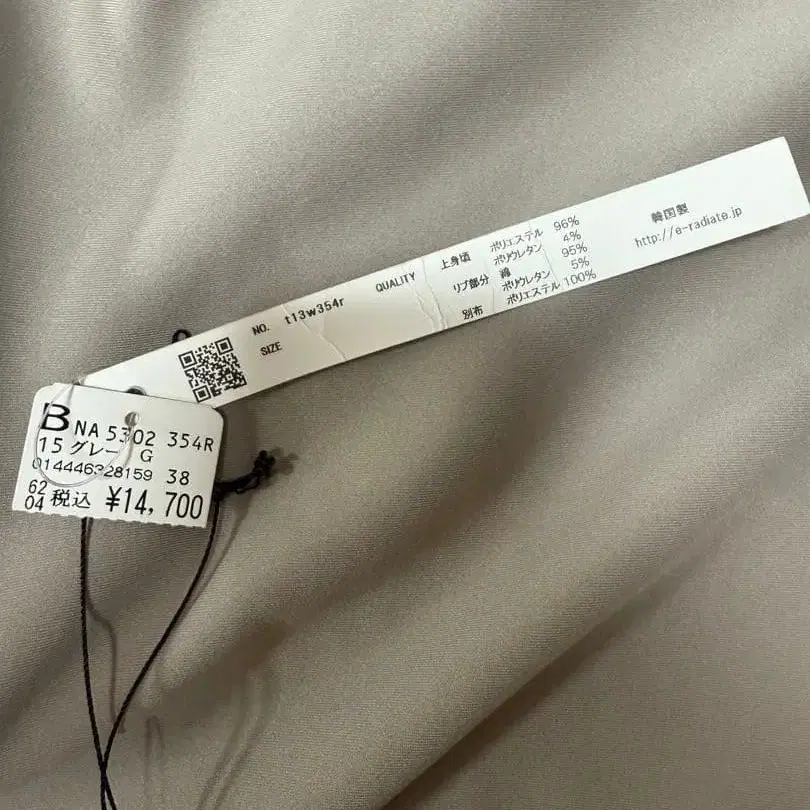 NO. t13w354r
SIZE
QUALITY
上身頃 ポリエステル 96%
ポリウレタン 4%
リブ部分 綿 95%
ポリウレタン 5%
別布 ポリエステル 100%
韓国製
http://e-radiate.jp
B NA 5302 354R
15 グレー G
014446328159 38
62
04 税込 ¥14,700